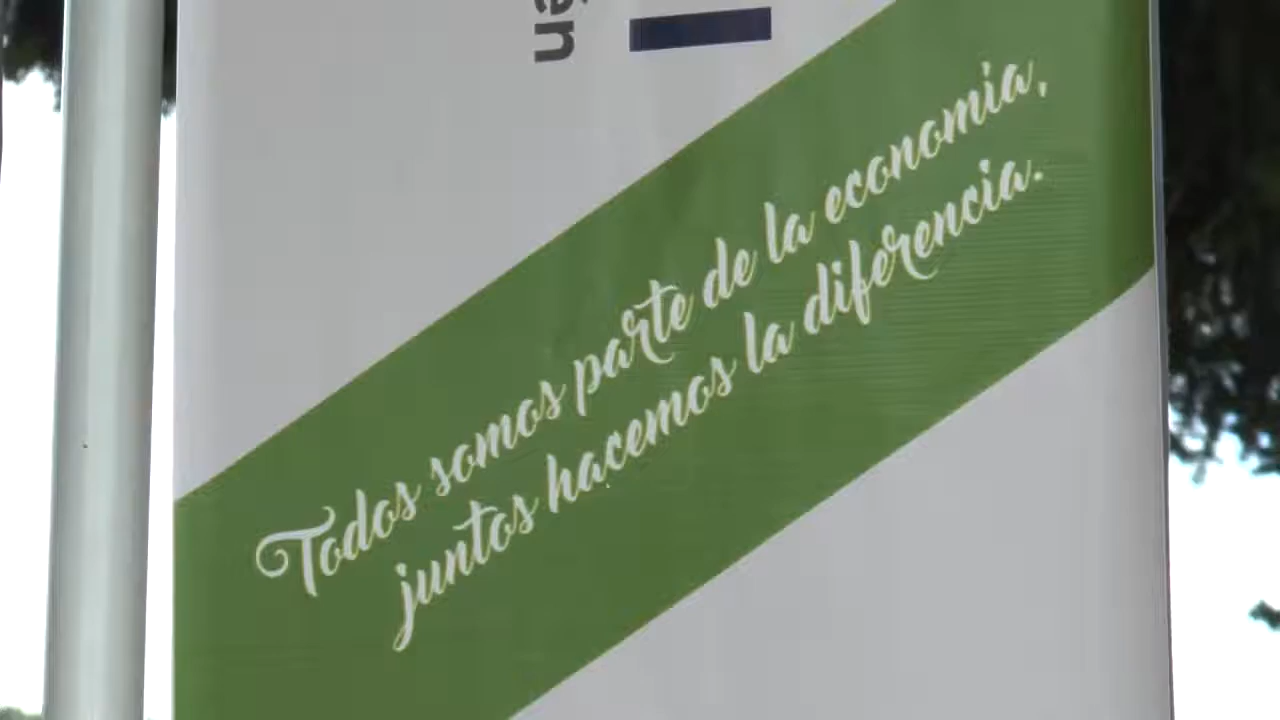 Todos somos parte de la economía,
juntos hacemos la diferencia.